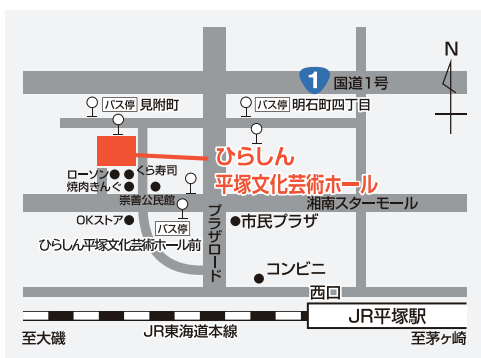 N
1
国道1号
バス停 見附町
バス停 明石町四丁目
ひらしん
平塚文化芸術ホール
ローソン
くら寿司
焼肉きんぐ
崇善公民館
湘南スターモール
OKストア
バス停
ひらしん平塚文化芸術ホール前
プラザロード
市民プラザ
コンビニ
西口
JR平塚駅
至大磯
JR東海道本線
至茅ヶ崎